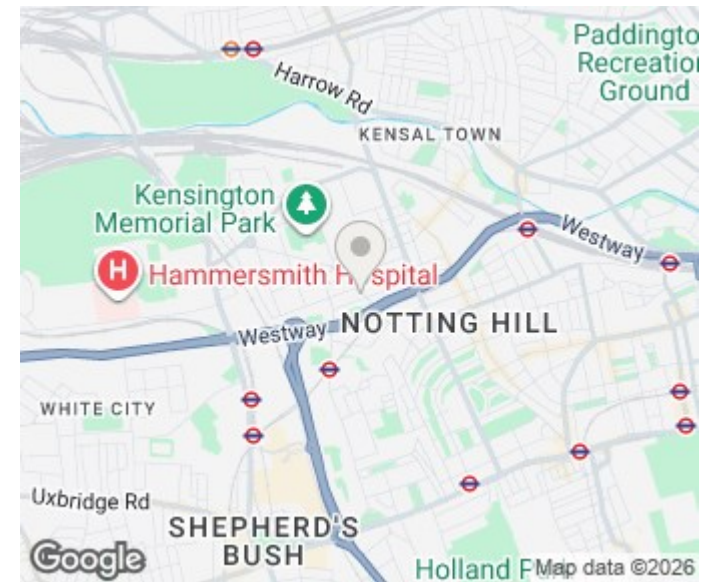 Paddingto
Recreation
Ground
Harrow Rd
KENSAL TOWN
Kensington
Memorial Park
Westway
H
Hammersmith H spital
Westway
NOTTING HILL
WHITE CITY
Uxbridge Rd
SHEPHERD'S
BUSH
Google
Holland P
Map data ©2026